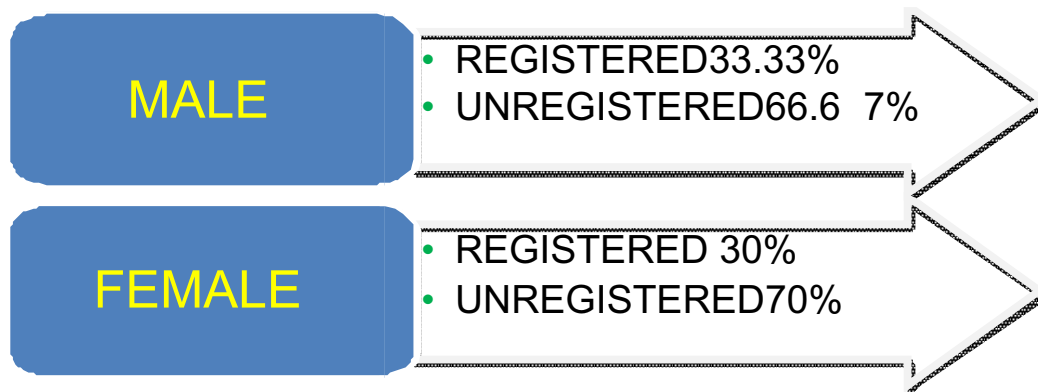 MALE
• REGISTERED33.33%
• UNREGISTERED66.6 7%
FEMALE
• REGISTERED 30%
• UNREGISTERED70%